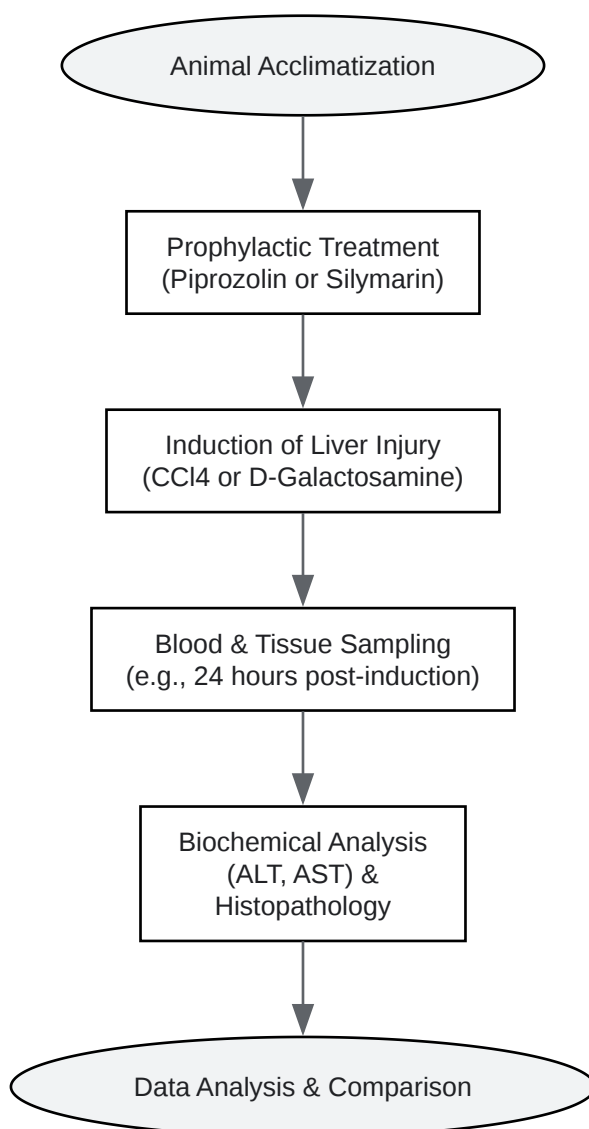 Animal Acclimatization
Prophylactic Treatment
(Piprozolin or Silymarin)
Induction of Liver Injury
(CCl4 or D-Galactosamine)
Blood & Tissue Sampling
(e.g., 24 hours post-induction)
Biochemical Analysis
(ALT, AST) &
Histopathology
Data Analysis & Comparison